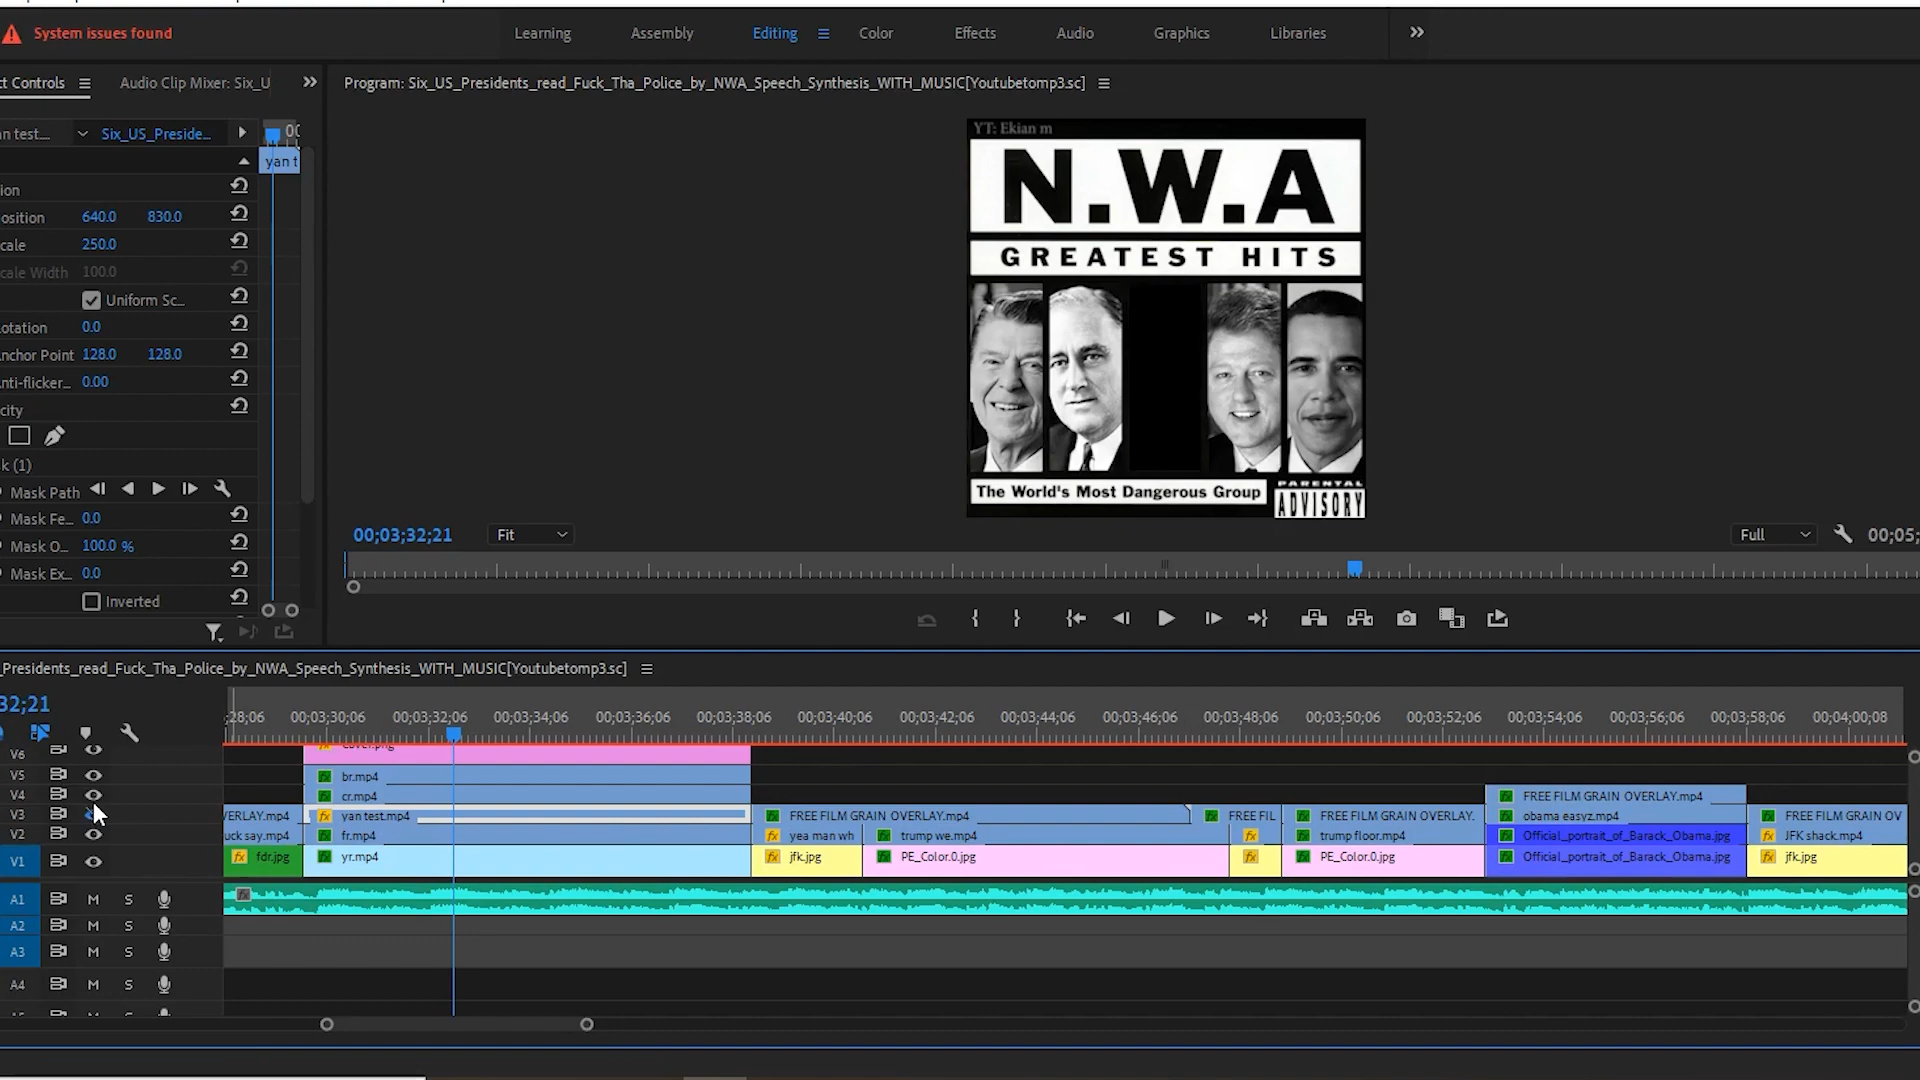 System issues found
Learning Assembly Editing Color Effects Audio Graphics Libraries
ct Controls Audio Clip Mixer: Six_U
Program: Six_US_Presidents_read_Fuck_Tha_Police_by_NWA_Speech_Synthesis_WITH_MUSIC[Youtubetomp3.sc]
an test.... Six_US_Preside...
yan t
ion
osition 640.0 830.0
cale 250.0
cale Width 100.0
Uniform Sc...
otation 0.0
nchor Point 128.0 128.0
nti-flicker... 0.00
city
k (1)
Mask Path
Mask Fe... 0.0
Mask O... 100.0 %
Mask Ex... 0.0
Inverted
YT: Ekian m
N.W.A
GREATEST HITS
The World's Most Dangerous Group
PARENTAL
ADVISORY
00;03;32;21 Fit Full 00;05;
_Presidents_read_Fuck_Tha_Police_by_NWA_Speech_Synthesis_WITH_MUSIC[Youtubetomp3.sc]
32;21
;28;06 00;03;30;06 00;03;32;06 00;03;34;06 00;03;36;06 00;03;38;06 00;03;40;06 00;03;42;06 00;03;44;06 00;03;46;06 00;03;48;06 00;03;50;06 00;03;52;06 00;03;54;06 00;03;56;06 00;03;58;06 00;04;00;08
V6
V5 br.mp4
V4 cr.mp4 FREE FILM GRAIN OVERLAY.mp4
V3 VERLAY.mp4 yan test.mp4 FREE FILM GRAIN OVERLAY.mp4 FREE FIL FREE FILM GRAIN OVERLAY. obama easyz.mp4 FREE FILM GRAIN OV
V2 uck say.mp4 fr.mp4 yea man wh trump we.mp4 trump floor.mp4 Official_portrait_of_Barack_Obama.jpg JFK shack.mp4
V1 fdr.jpg yr.mp4 jfk.jpg PE_Color.0.jpg PE_Color.0.jpg Official_portrait_of_Barack_Obama.jpg jfk.jpg
A1 M S
A2 M S
A3 M S
A4 M S